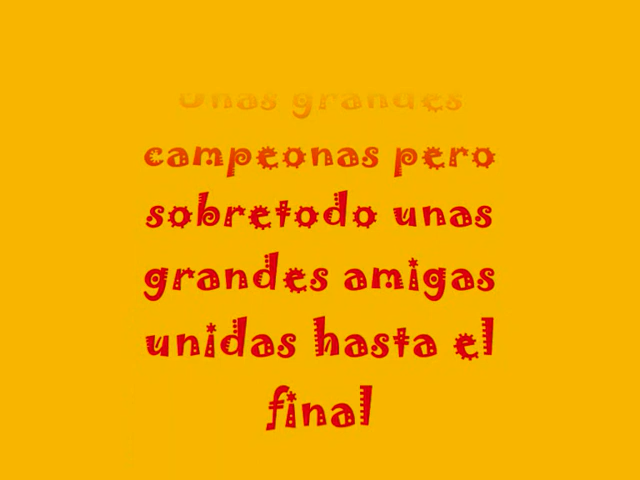 Unas grandes
campeonas pero
sobretodo unas
grandes amigas
unidas hasta el
final